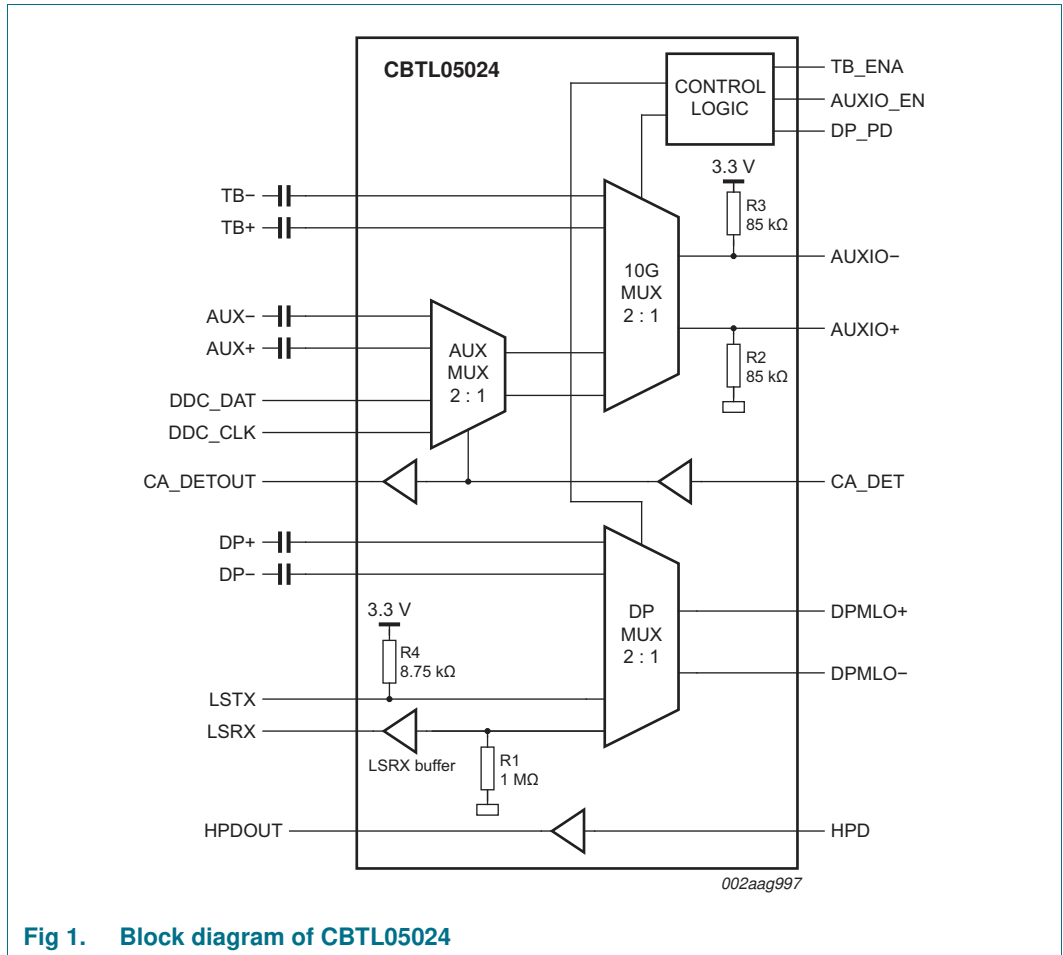 CBTL05024
CONTROL
LOGIC
TB_ENA
AUXIO_EN
DP_PD
3.3 V
R3
85 kΩ
TB−
TB+
10G
MUX
2 : 1
AUXIO−
AUXIO+
R2
85 kΩ
AUX−
AUX+
DDC_DAT
DDC_CLK
AUX
MUX
2 : 1
CA_DETOUT
CA_DET
DP+
DP−
DP
MUX
2 : 1
DPMLO+
DPMLO−
3.3 V
R4
8.75 kΩ
LSTX
LSRX
LSRX buffer
R1
1 MΩ
HPDOUT
HPD
002aag997
Fig 1. Block diagram of CBTL05024